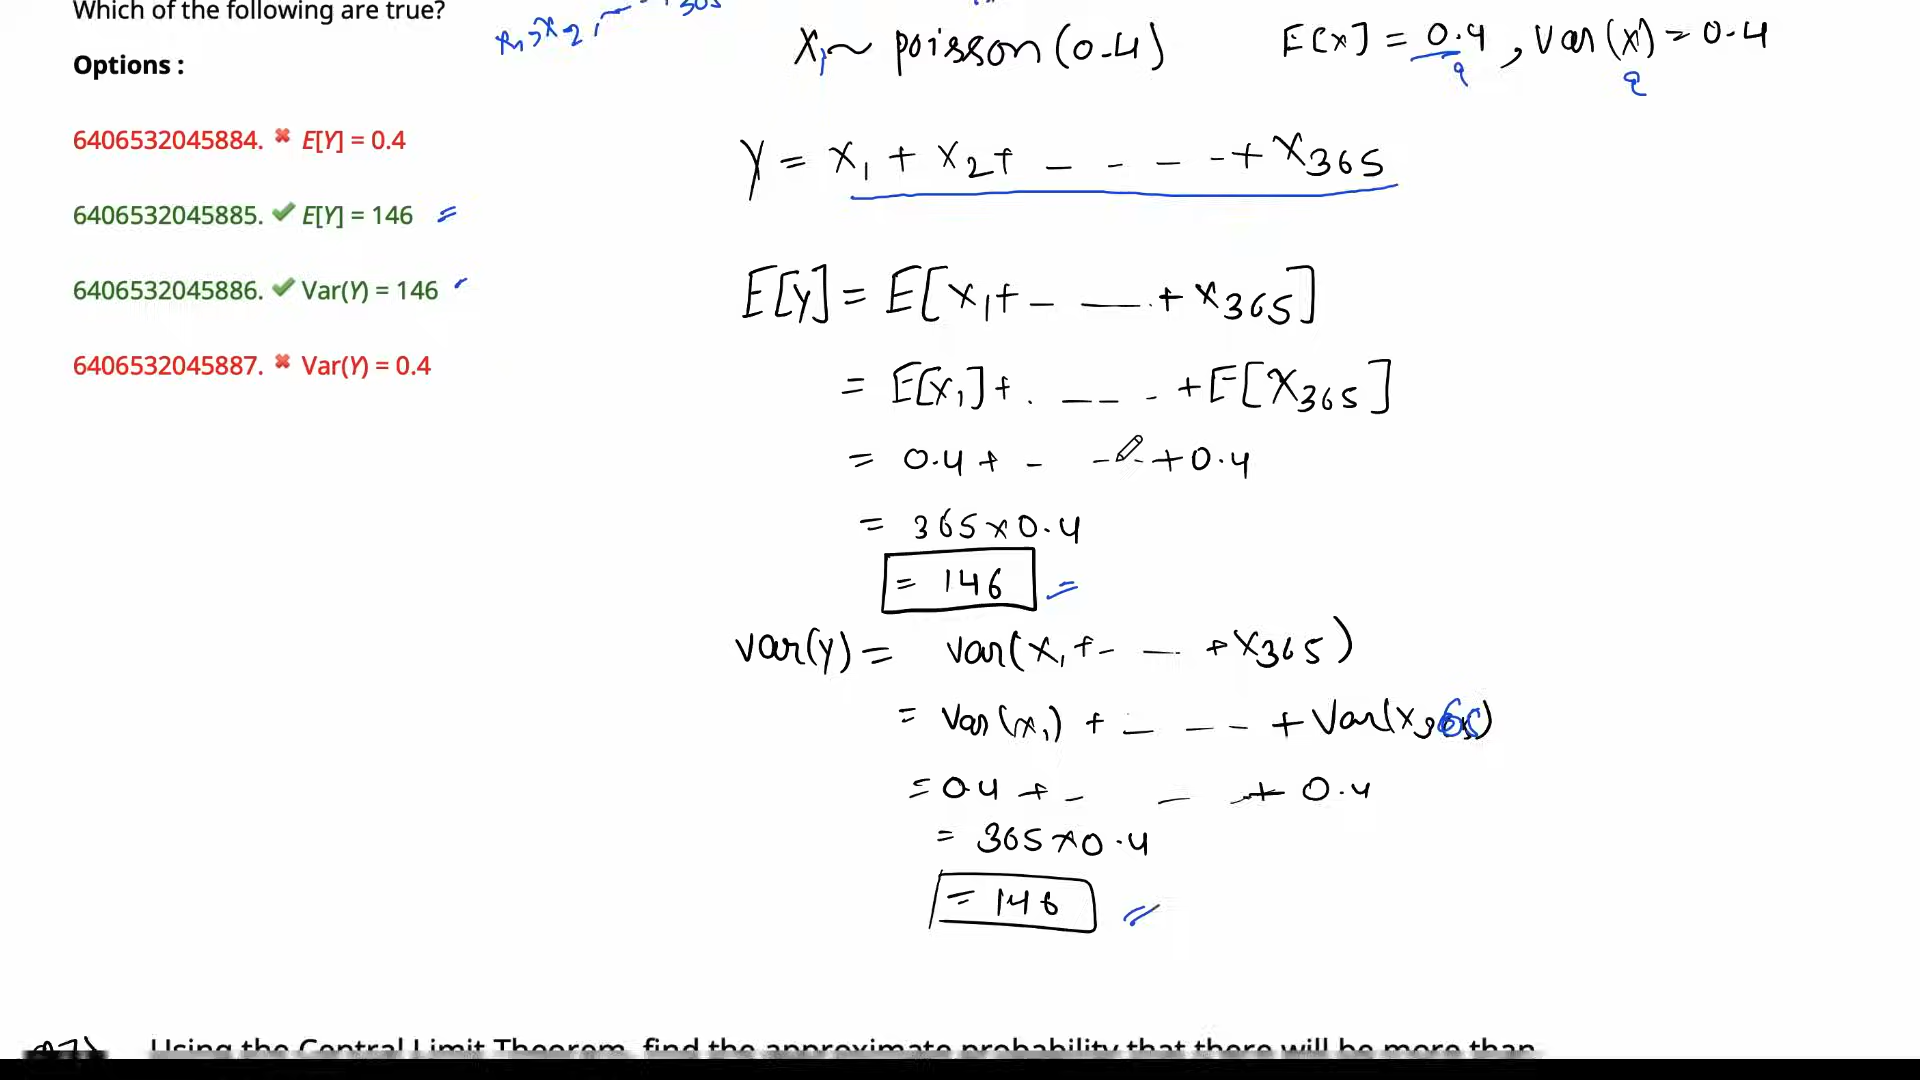 Which of the following are true?
Options :
6406532045884. ✖ E[Y] = 0.4
6406532045885. ✔ E[Y] = 146
6406532045886. ✔ Var(Y) = 146
6406532045887. ✖ Var(Y) = 0.4
X₁ ~ poisson(0.4)
E[x] = 0.4, Var(x) = 0.4
Y = x₁ + x₂ + - - - - + x₃₆₅
E[y] = E[x₁ + - — + x₃₆₅]
= E[x₁] + . — - . + E[x₃₆₅]
= 0.4 + - - - + 0.4
= 365 × 0.4
= 146
Var(y) = Var(x₁ + - — + x₃₆₅)
= Var(x₁) + - - - + Var(x₃₆₅)
= 0.4 + - - + 0.4
= 365 × 0.4
= 146
Using the Central Limit Theorem, find the approximate probability that there will be more than